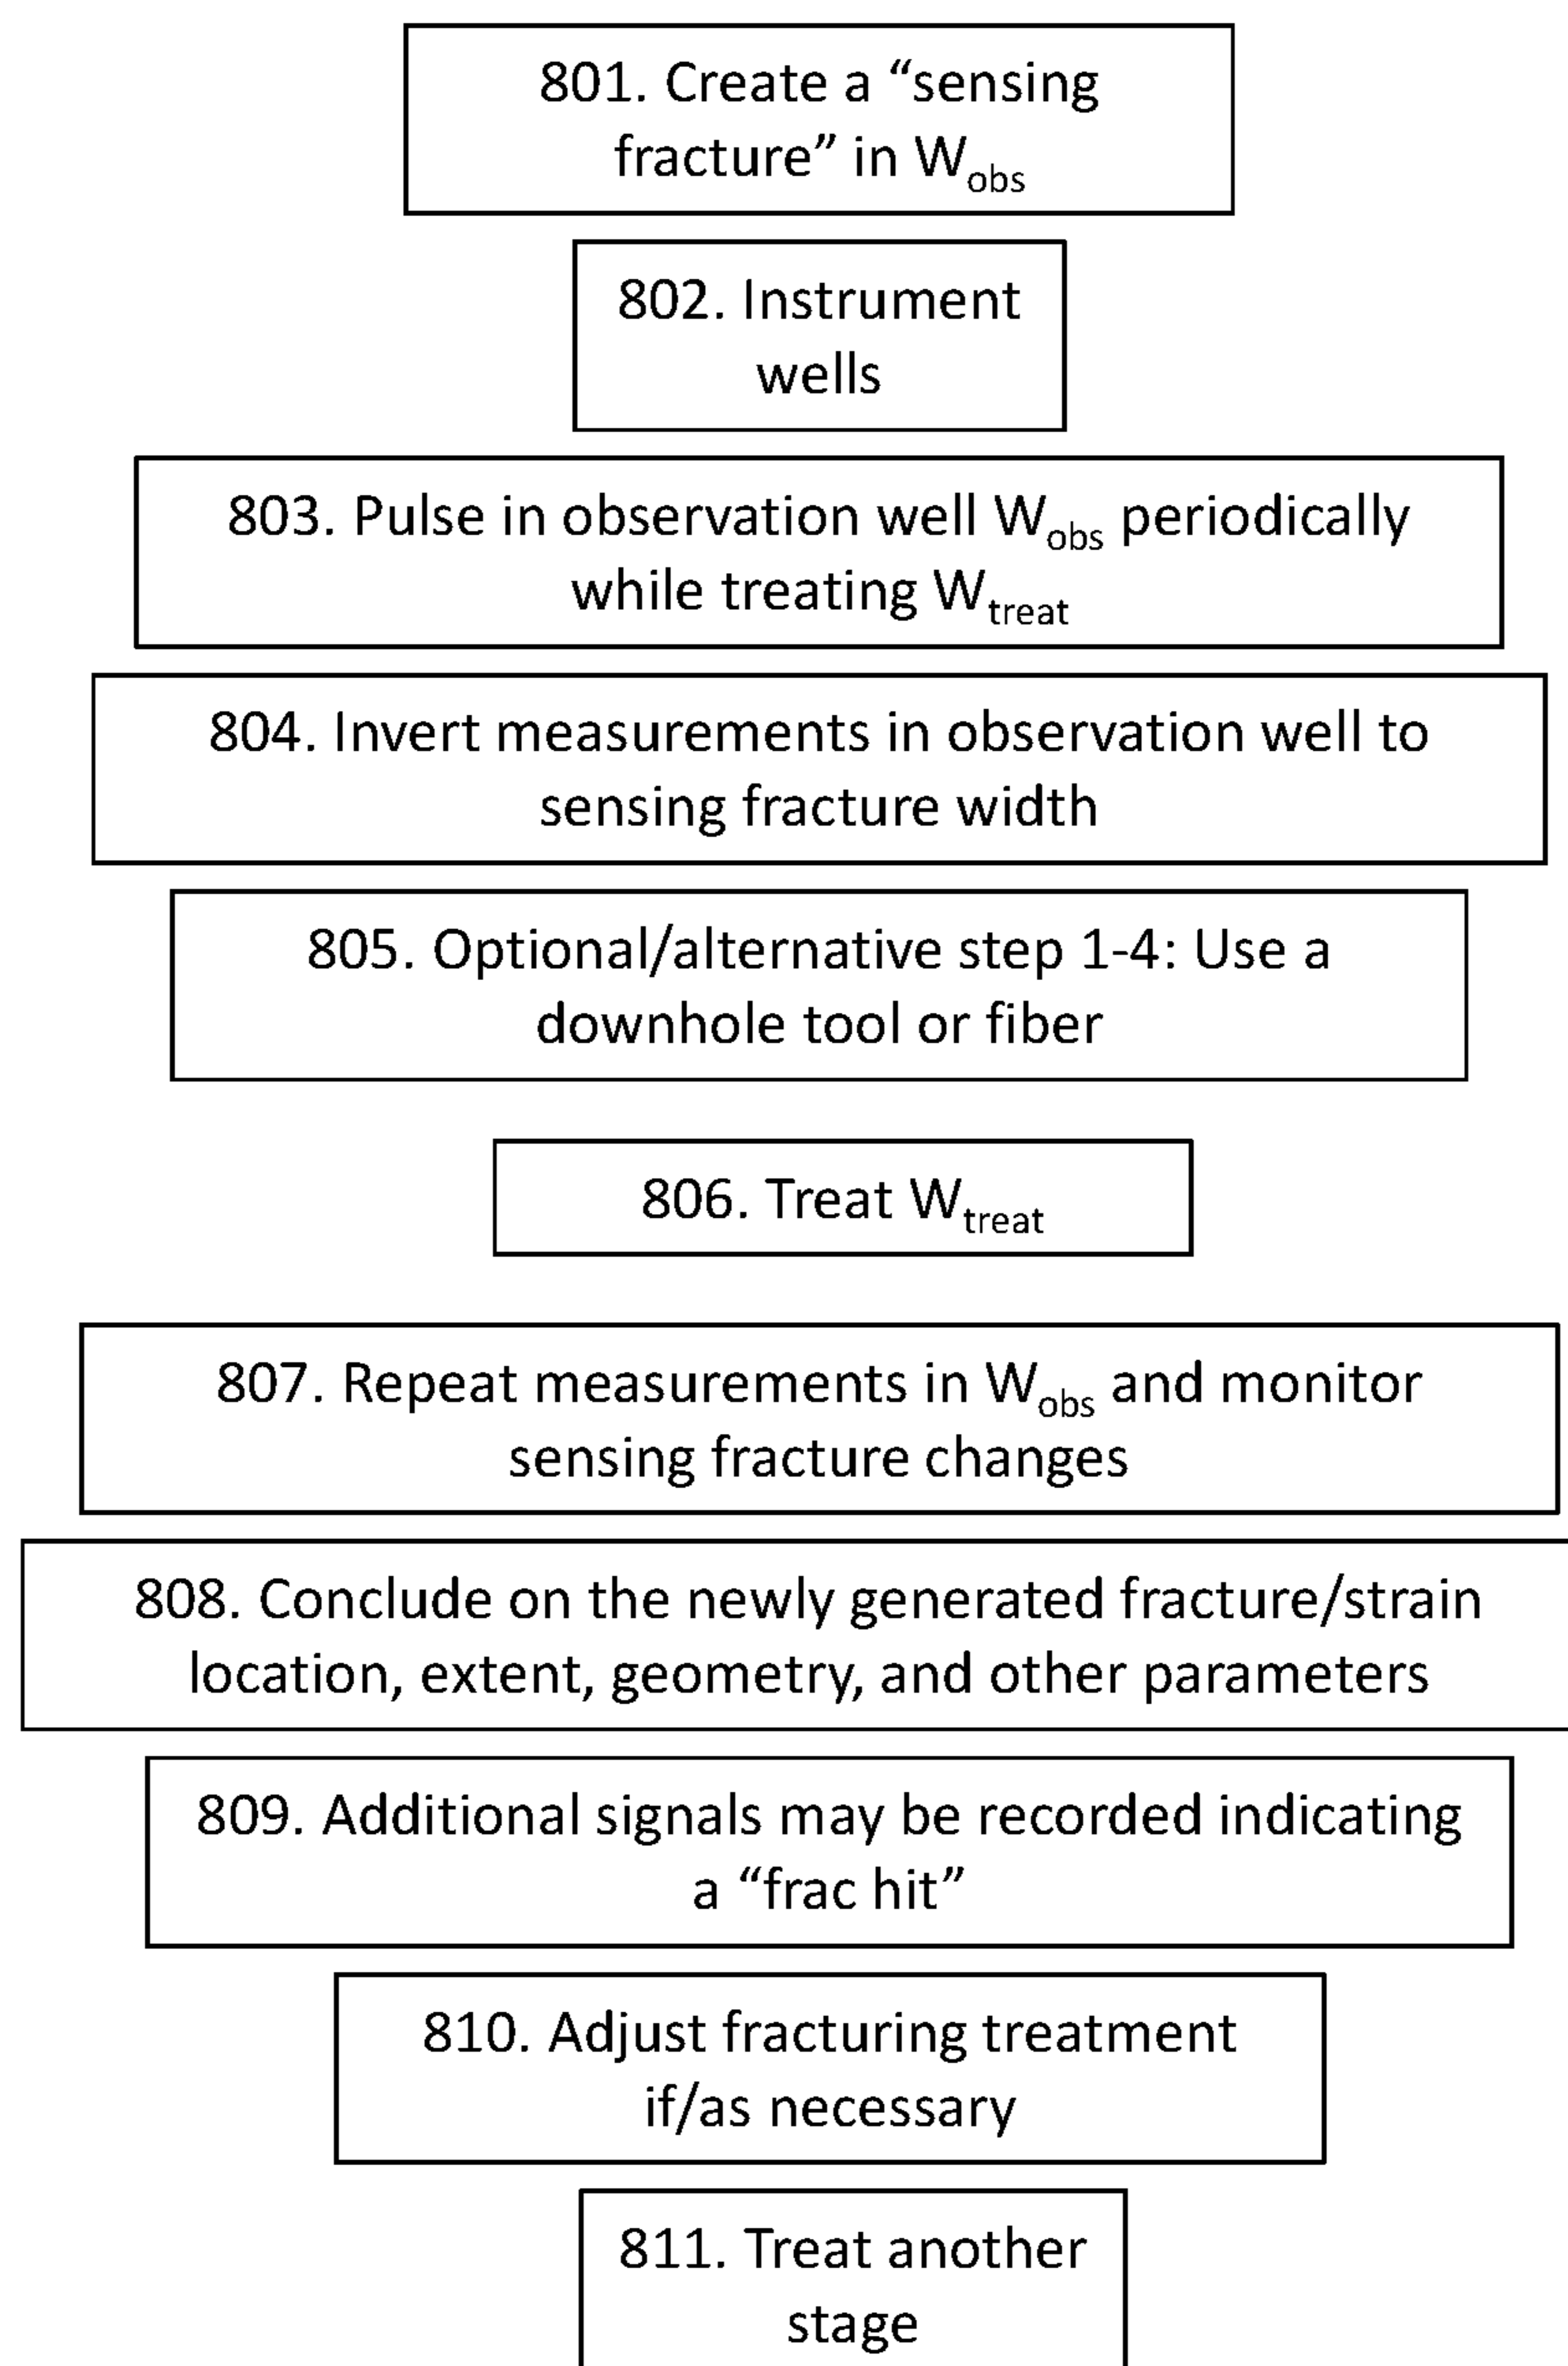 801. Create a “sensing
fracture” in Wobs
802. Instrument
wells
803. Pulse in observation well Wobs periodically
while treating Wtreat
804. Invert measurements in observation well to
sensing fracture width
805. Optional/alternative step 1-4: Use a
downhole tool or fiber
806. Treat Wtreat
807. Repeat measurements in Wobs and monitor
sensing fracture changes
808. Conclude on the newly generated fracture/strain
location, extent, geometry, and other parameters
809. Additional signals may be recorded indicating
a “frac hit”
810. Adjust fracturing treatment
if/as necessary
811. Treat another
stage